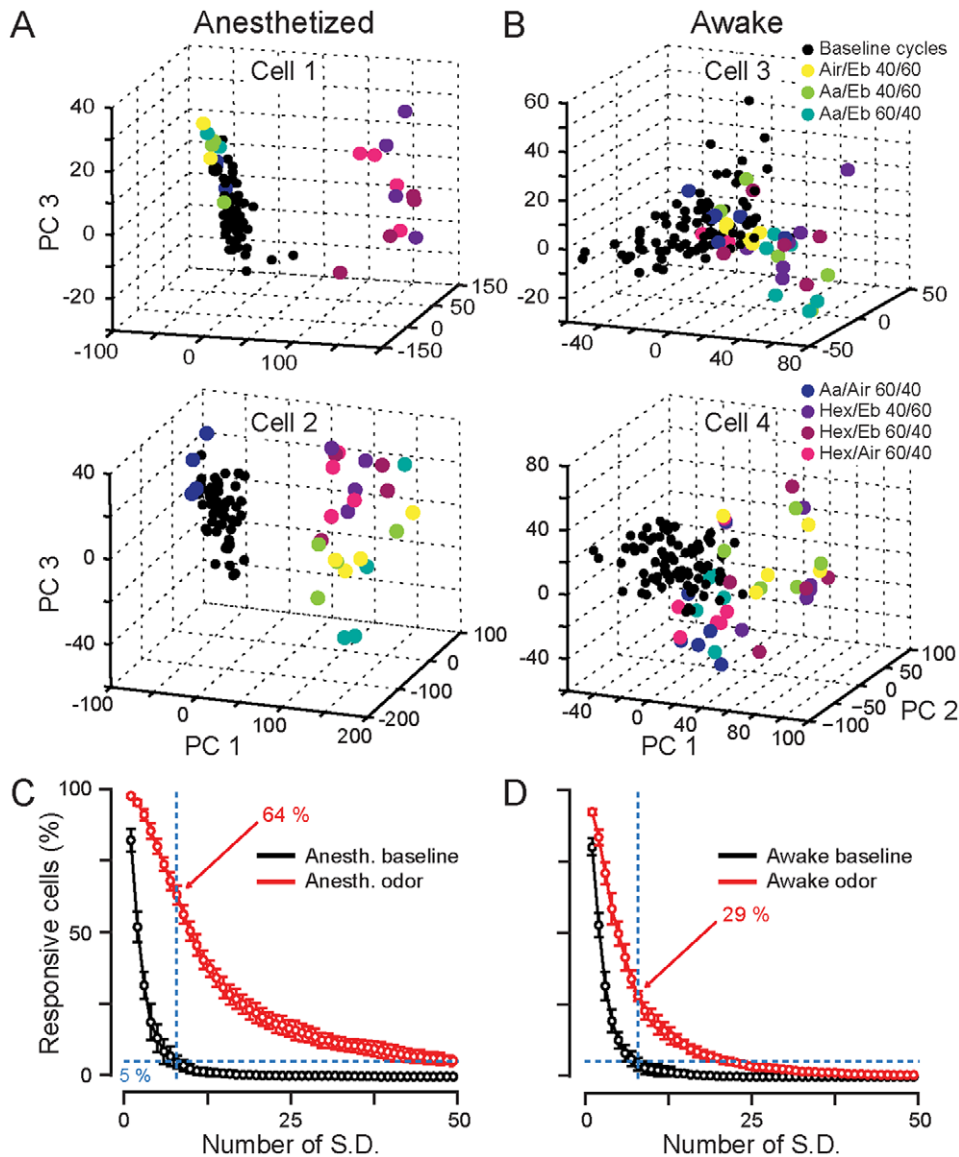 A
Anesthetized
Cell 1
PC 3
40
20
0
-20
-100
0
100
-150
0
50
150
B
Awake
Cell 3
Baseline cycles
Air/Eb 40/60
Aa/Eb 40/60
Aa/Eb 60/40
60
40
20
0
-20
-40
0
40
80
-50
0
50
Cell 2
PC 3
40
0
-40
-100
0
100
200
-200
-100
0
100
PC 1
Cell 4
Aa/Air 60/40
Hex/Eb 40/60
Hex/Eb 60/40
Hex/Air 60/40
80
40
0
-40
-40
0
40
80
100
−100
−50
0
50
100
PC 1
PC 2
C
Responsive cells (%)
100
50
0
5 %
64 %
Anesth. baseline
Anesth. odor
0
25
50
Number of S.D.
D
29 %
Awake baseline
Awake odor
0
25
50
Number of S.D.